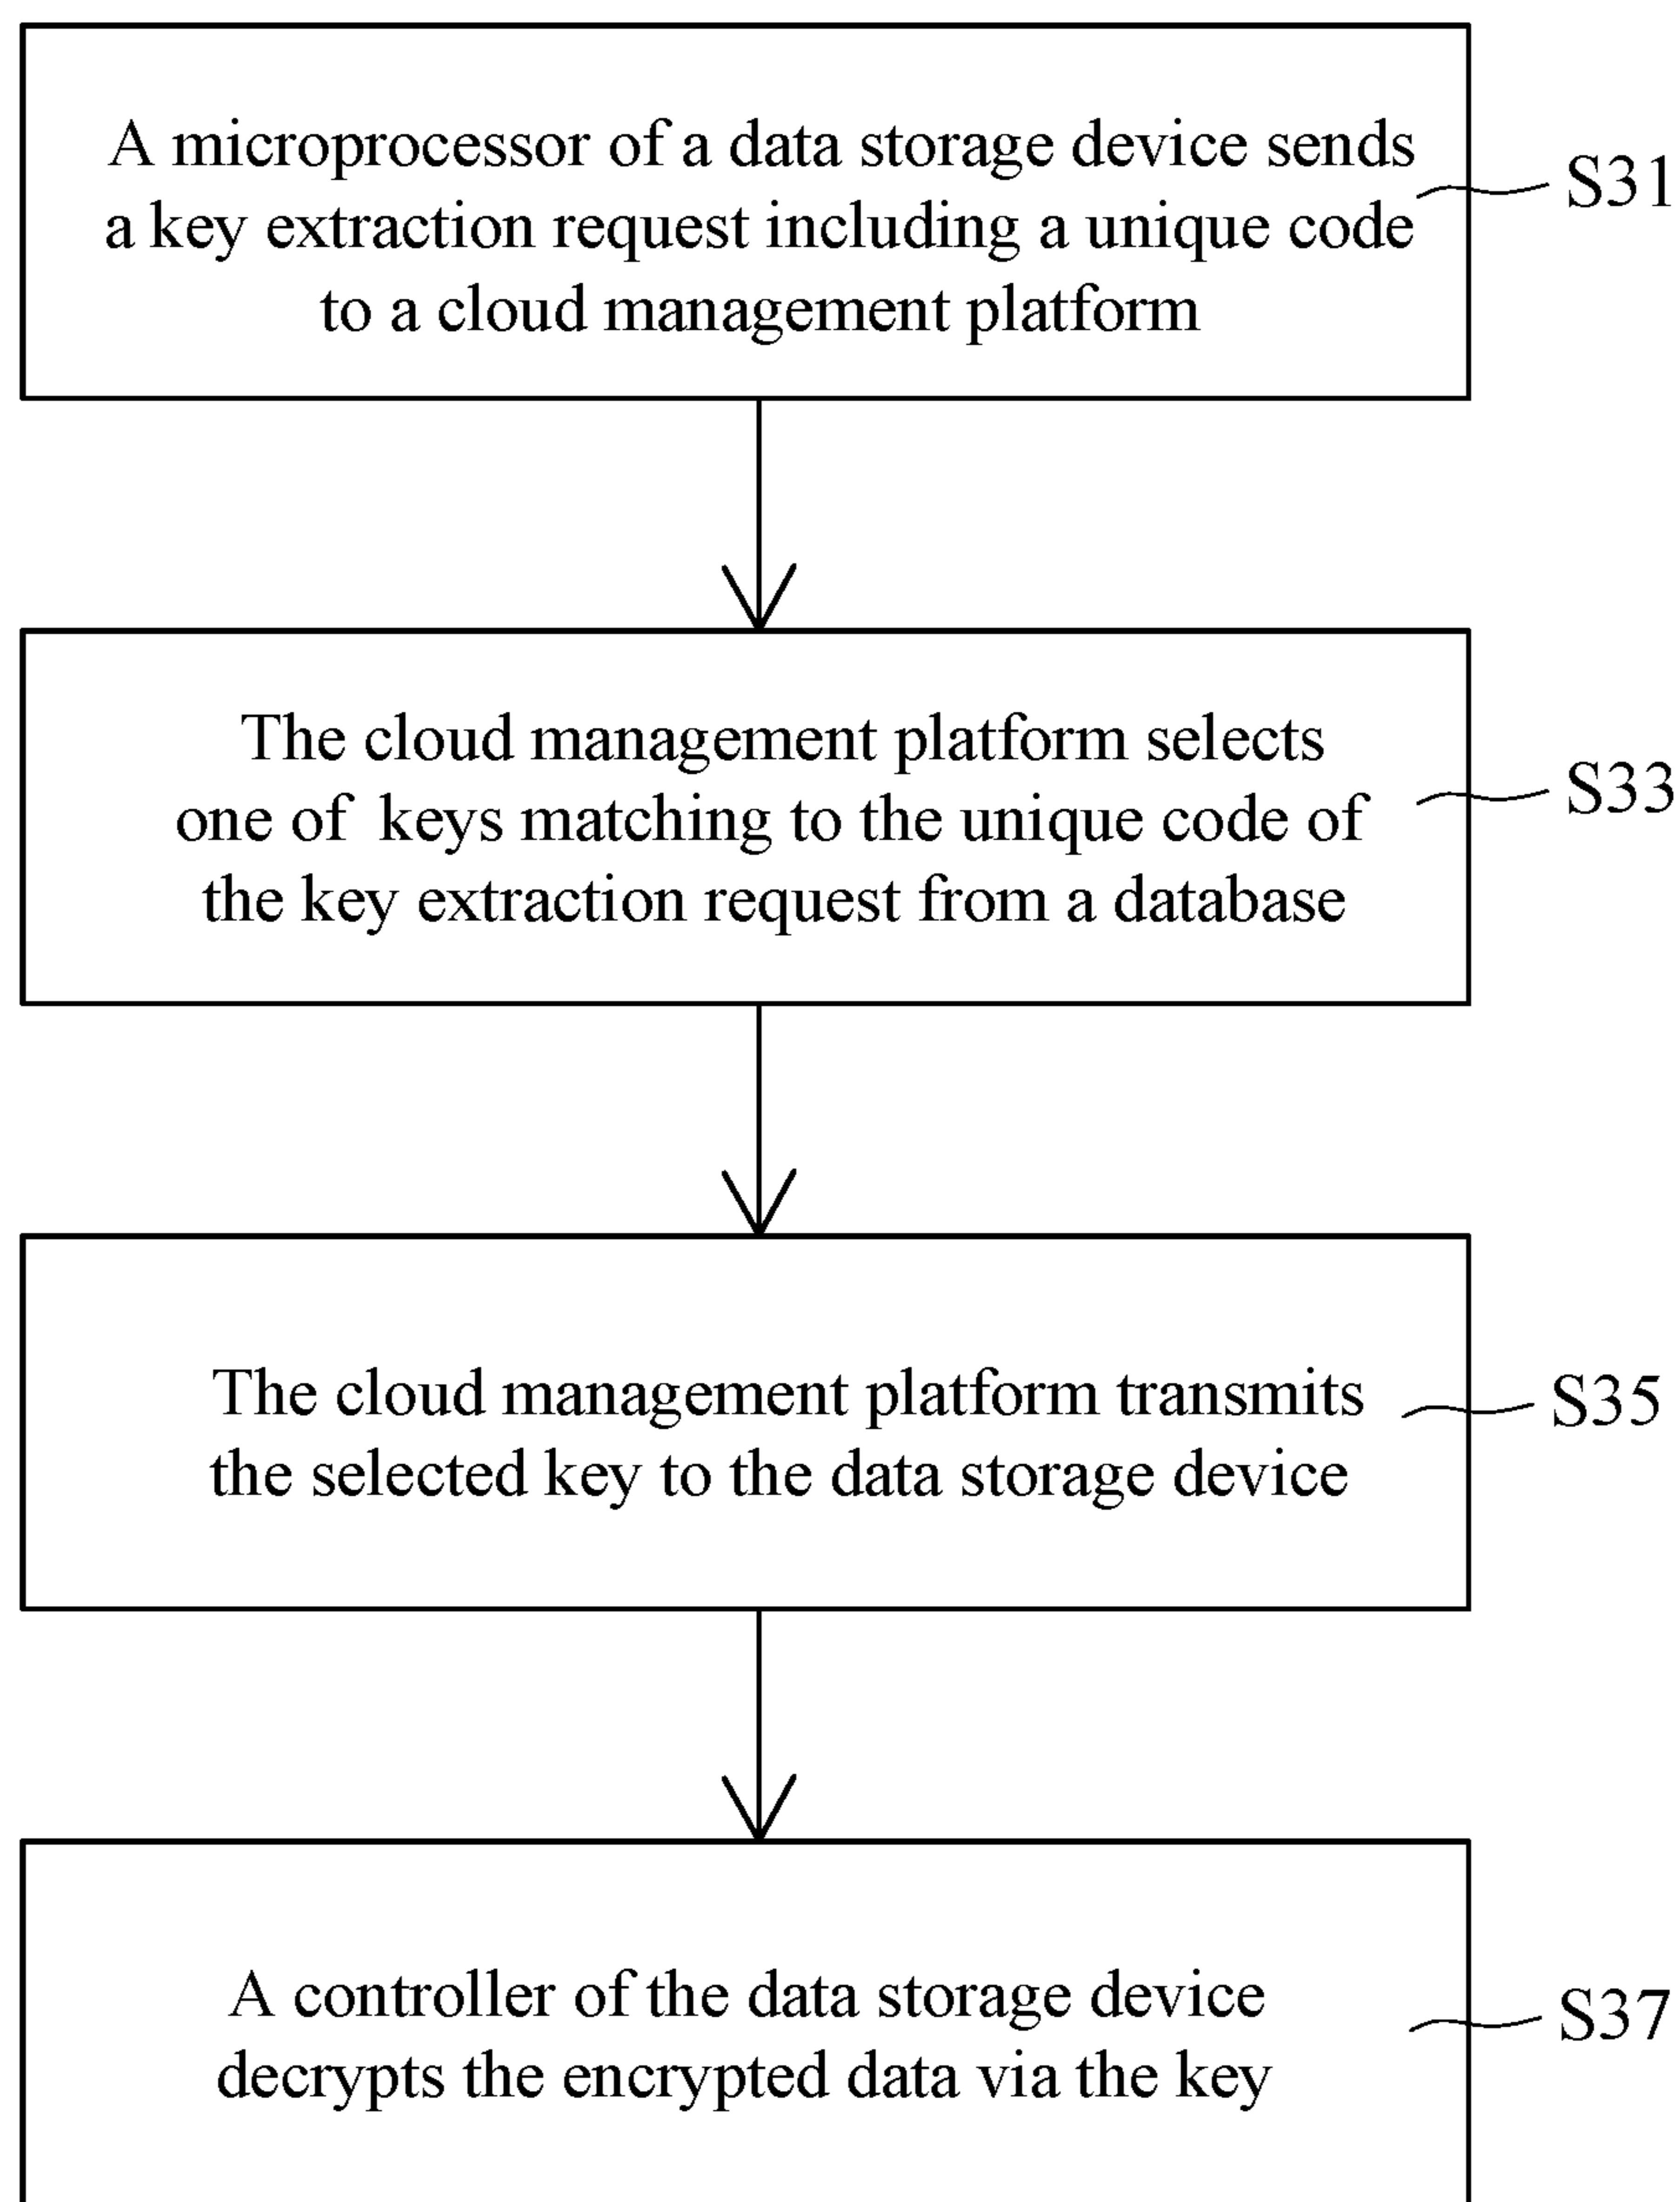 A microprocessor of a data storage device sends
a key extraction request including a unique code
to a cloud management platform
S31
The cloud management platform selects
one of keys matching to the unique code of
the key extraction request from a database
S33
The cloud management platform transmits
the selected key to the data storage device
S35
A controller of the data storage device
decrypts the encrypted data via the key
S37